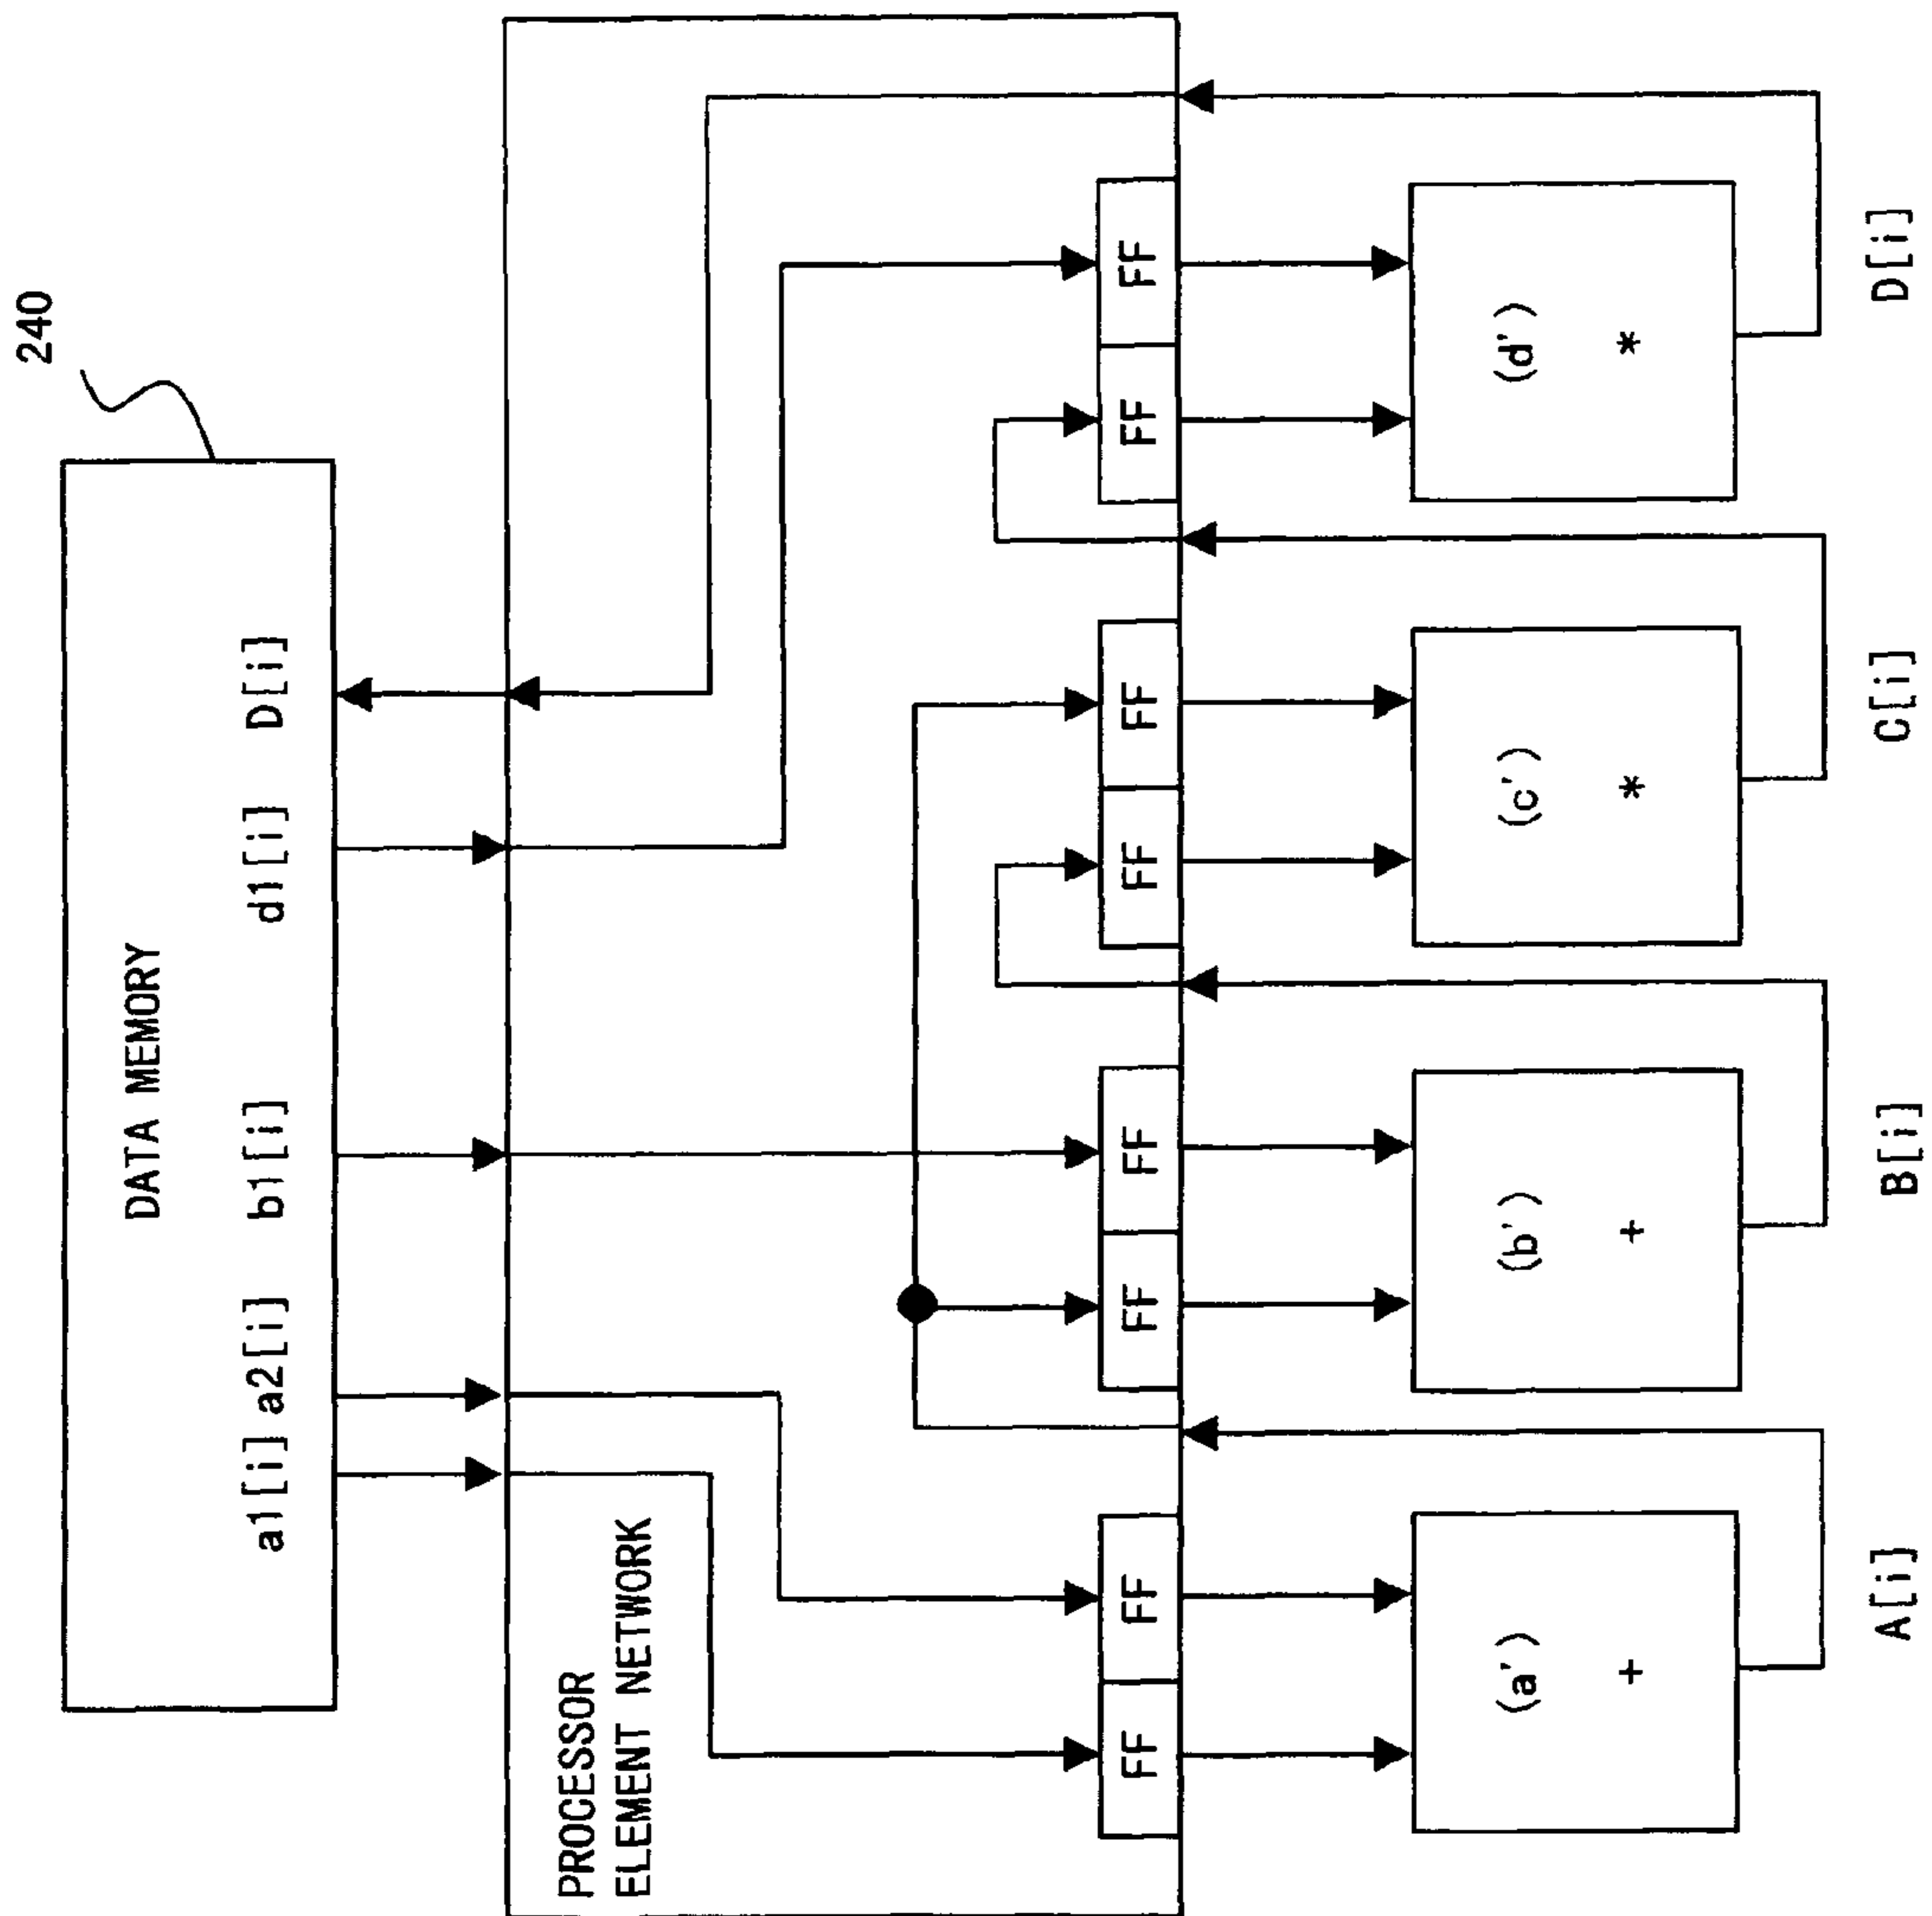 240
DATA MEMORY
a1[i] a2[i] b1[i] d1[i] D[i]
PROCESSOR
ELEMENT NETWORK
FF FF FF FF FF FF FF FF
(a') (b') (c') (d')
+ + * *
A[i] B[i] C[i] D[i]